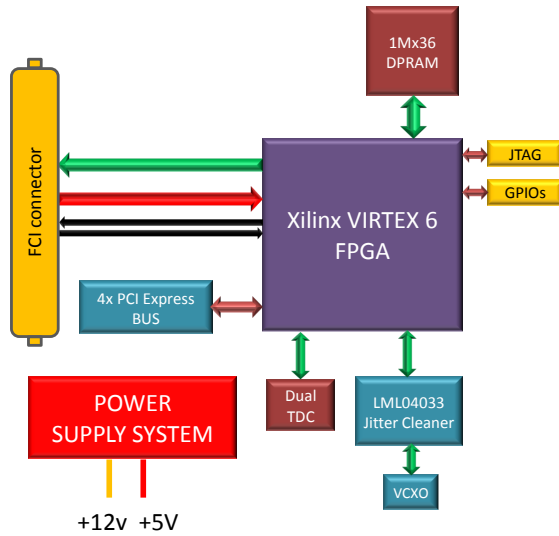 1Mx36
DPRAM
FCI connector
Xilinx VIRTEX 6
FPGA
JTAG
GPIOs
4x PCI Express
BUS
Dual
TDC
LML04033
Jitter Cleaner
VCXO
POWER
SUPPLY SYSTEM
+12v +5V